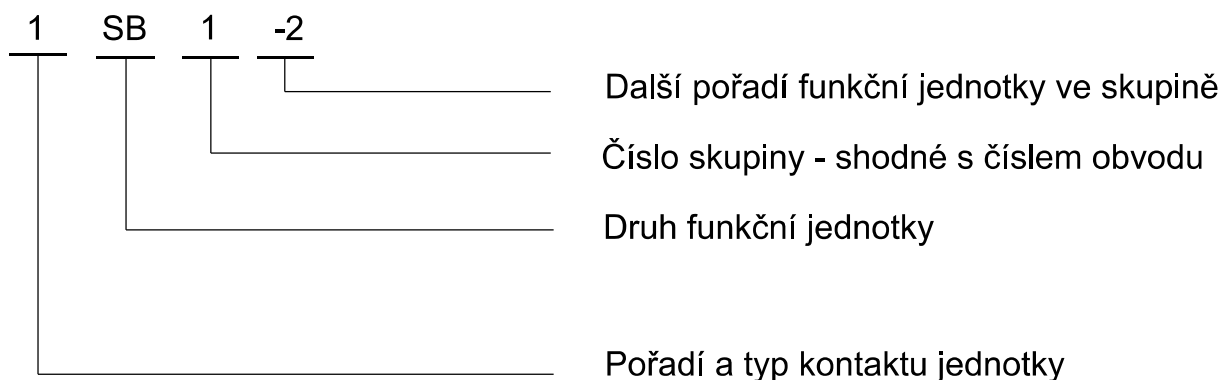 1 SB 1 -2
Další pořadí funkční jednotky ve skupině
Číslo skupiny - shodné s číslem obvodu
Druh funkční jednotky
Pořadí a typ kontaktu jednotky